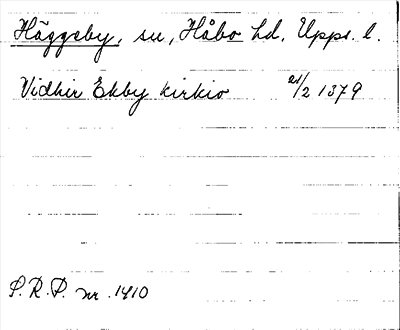 Häggeby, sn, Håbo hd, Upps. l.
Vidhir Ekby kirkio 21/2 1379
S.R.P. nr. 1410